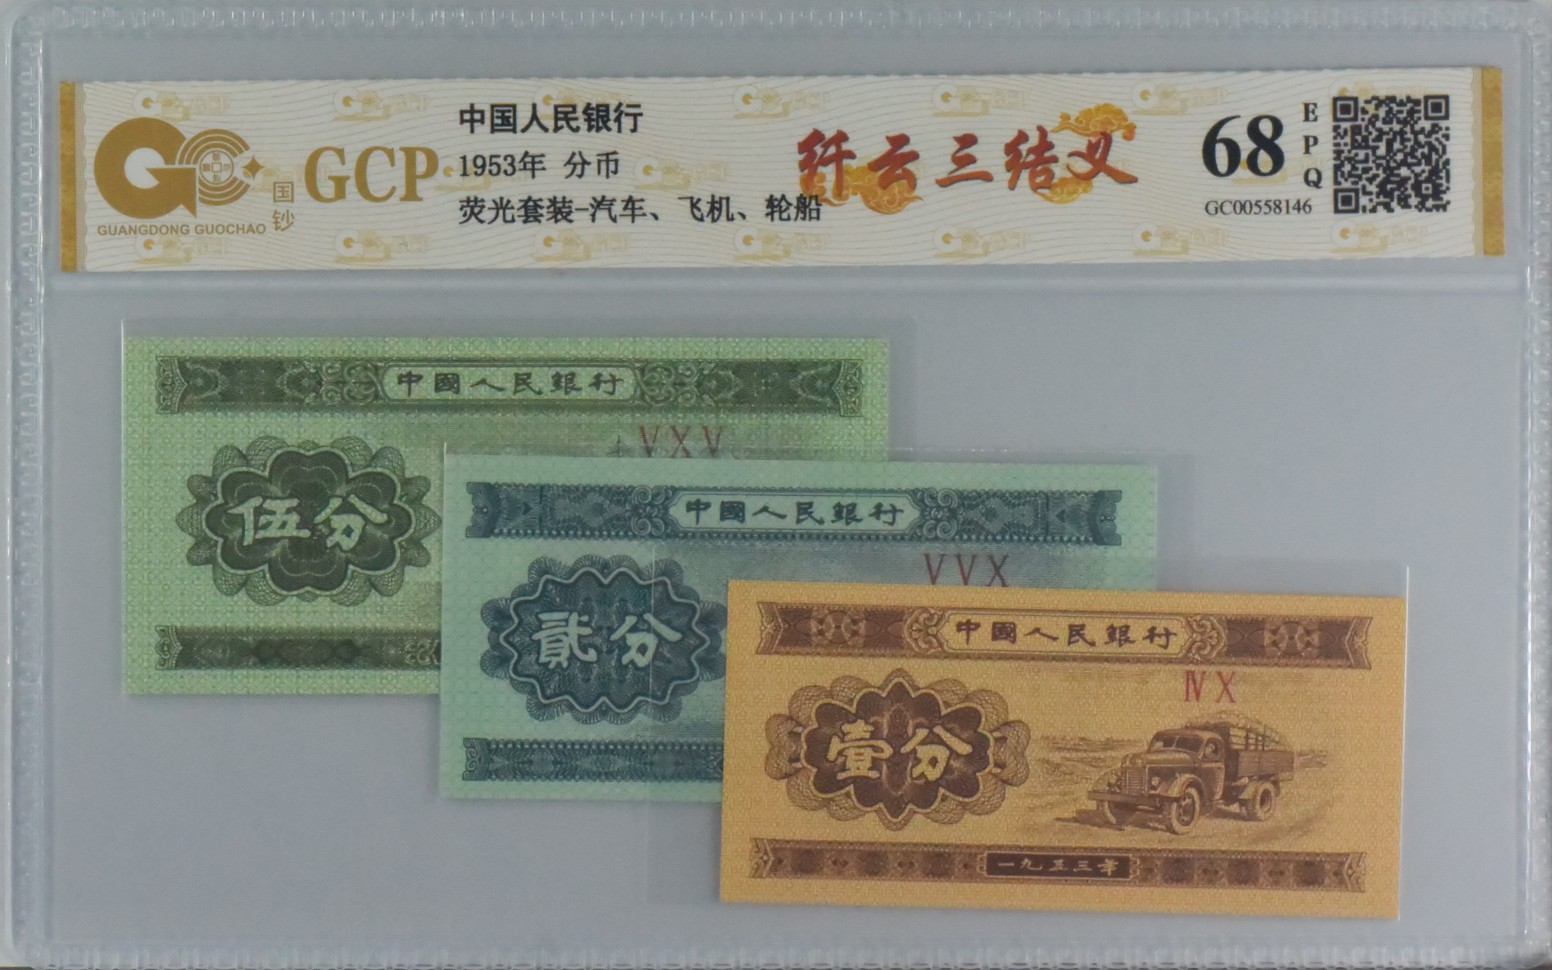 GUANGDONG GUOCHAO
国钞
GCP
中国人民银行
1953年 分币
荧光套装-汽车、飞机、轮船
纤云三结义
68
EPQ
GC00558146
中國人民銀行
VXV
伍分
中國人民銀行
VVX
貳分
中國人民銀行
IVX
壹分
一九五三年